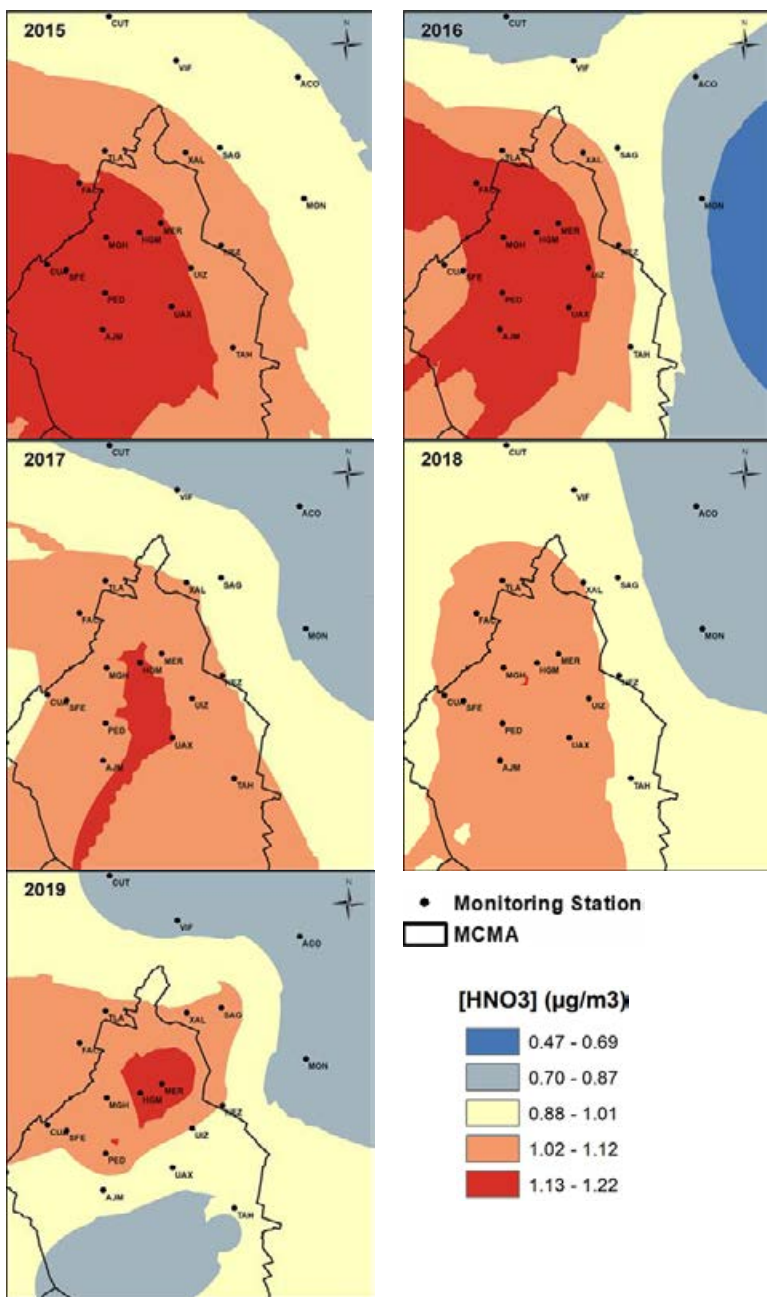 2015
N
CUT
VIF
ACO
TLA
XAL
SAG
FAC
MON
MER
HGM
MGH
NEZ
CUA
SFE
UIZ
PED
UAX
AJM
TAH
2016
N
CUT
VIF
ACO
TLA
XAL
SAG
FAC
MON
MER
HGM
MGH
NEZ
CUA
SFE
UIZ
PED
UAX
AJM
TAH
2017
N
CUT
VIF
ACO
TLA
XAL
SAG
FAC
MON
MER
HGM
MGH
NEZ
CUA
SFE
UIZ
PED
UAX
AJM
TAH
2018
N
CUT
VIF
ACO
TLA
XAL
SAG
FAC
MON
MER
HGM
MGH
NEZ
CUA
SFE
UIZ
PED
UAX
AJM
TAH
2019
N
CUT
VIF
ACO
TLA
XAL
SAG
FAC
MON
MER
HGM
MGH
NEZ
CUA
SFE
UIZ
PED
UAX
AJM
TAH
Monitoring Station
MCMA
[HNO3] (µg/m3)
0.47 - 0.69
0.70 - 0.87
0.88 - 1.01
1.02 - 1.12
1.13 - 1.22